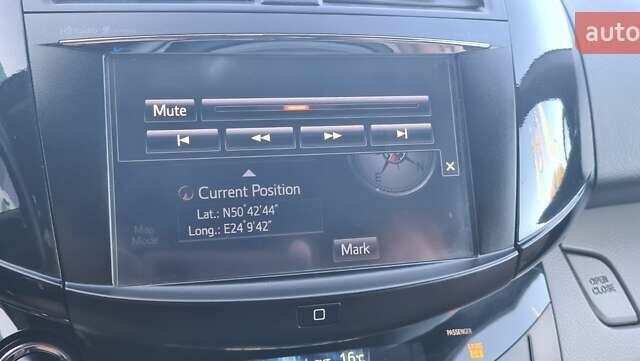 auto
Mute
Current Position
Lat.: N50°42'44"
Long.: E24°9'42"
Map
Mode
Mark
OPEN
CLOSE
PASSENGER
16°C